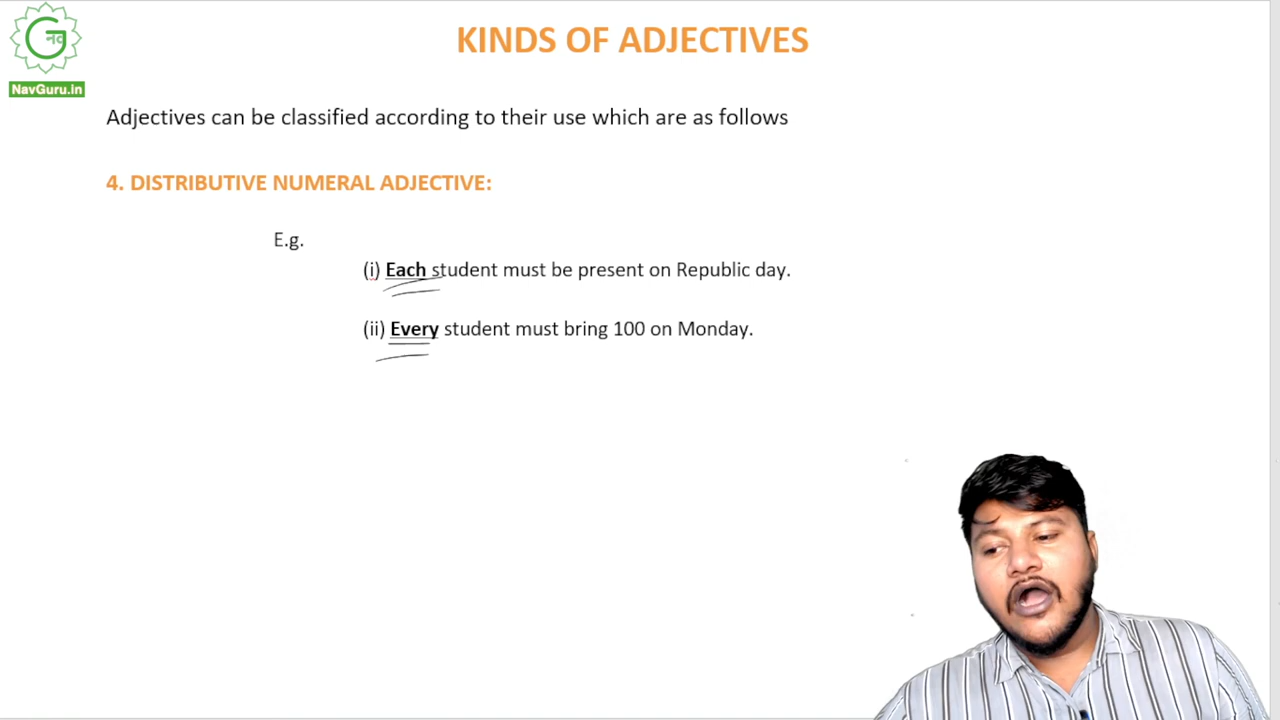 नव
NavGuru.in
KINDS OF ADJECTIVES
Adjectives can be classified according to their use which are as follows
4. DISTRIBUTIVE NUMERAL ADJECTIVE:
E.g.
(i) Each student must be present on Republic day.
(ii) Every student must bring 100 on Monday.